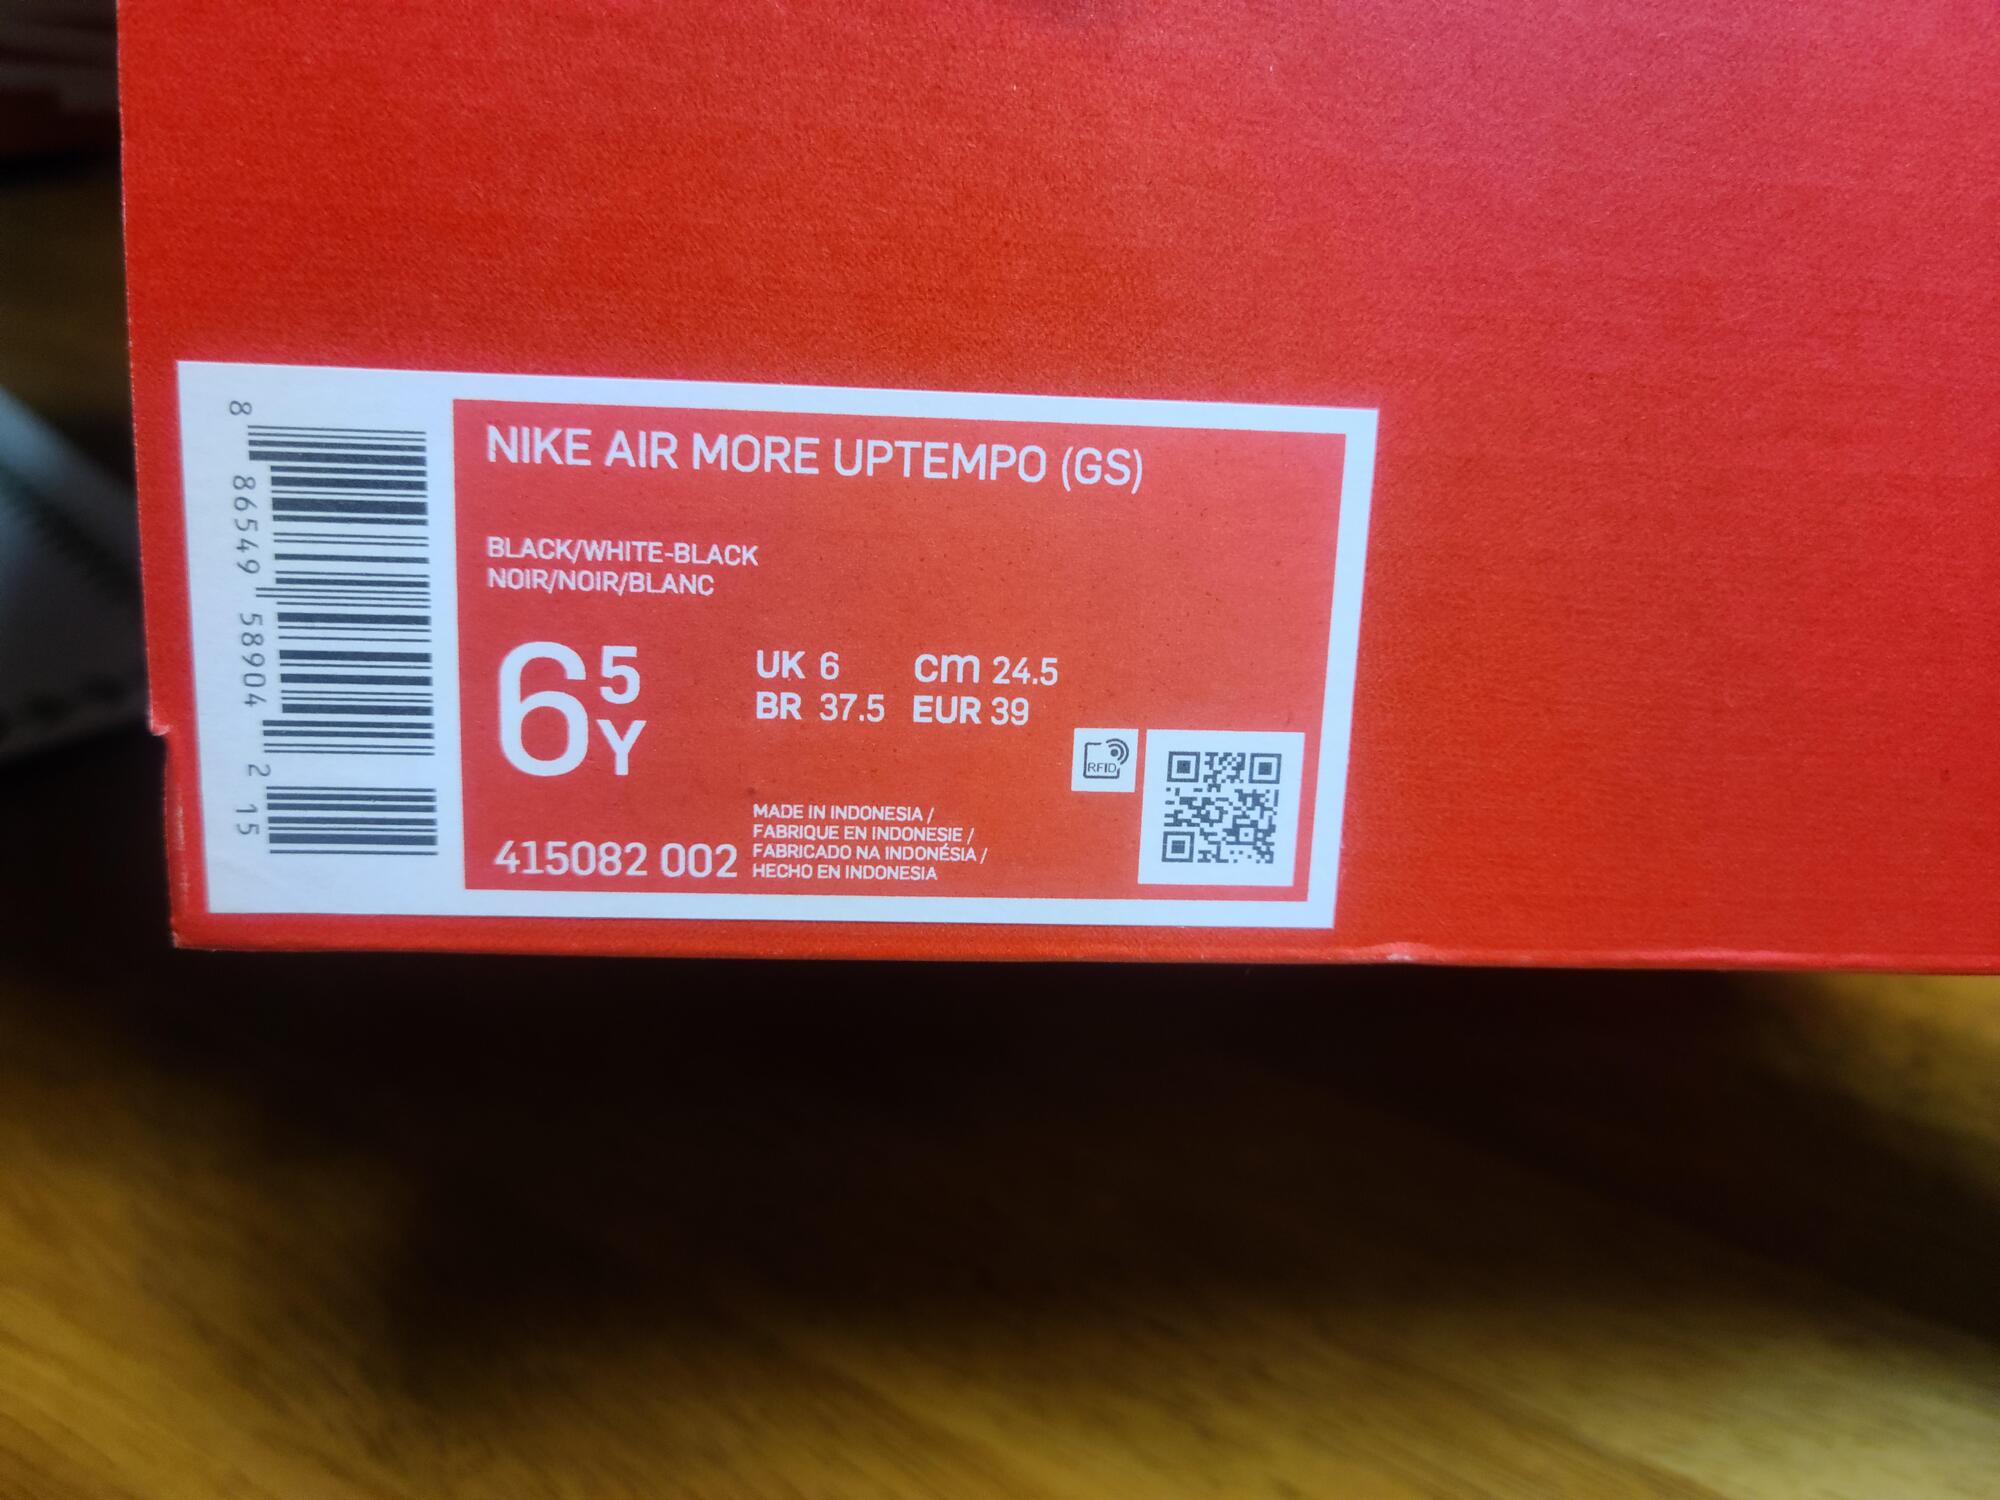 8 86549 58904 2 15
NIKE AIR MORE UPTEMPO (GS)
BLACK/WHITE-BLACK
NOIR/NOIR/BLANC
6 5 Y
UK 6 cm 24.5
BR 37.5 EUR 39
RFID
415082 002
MADE IN INDONESIA /
FABRIQUE EN INDONESIE /
FABRICADO NA INDONÉSIA /
HECHO EN INDONESIA